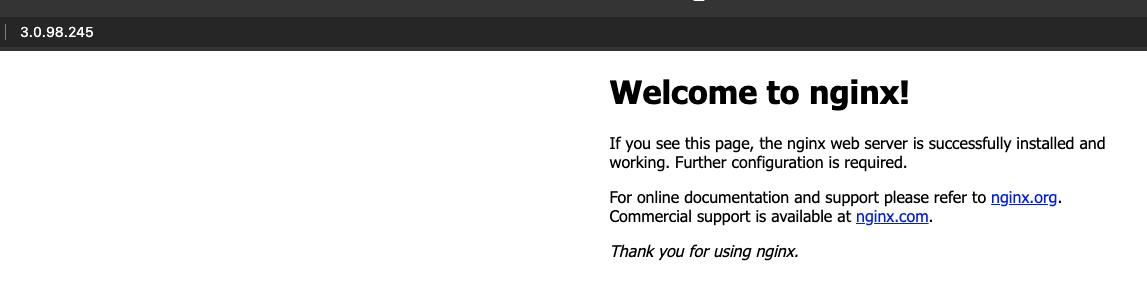 3.0.98.245
Welcome to nginx!
If you see this page, the nginx web server is successfully installed and
working. Further configuration is required.
For online documentation and support please refer to nginx.org.
Commercial support is available at nginx.com.
Thank you for using nginx.